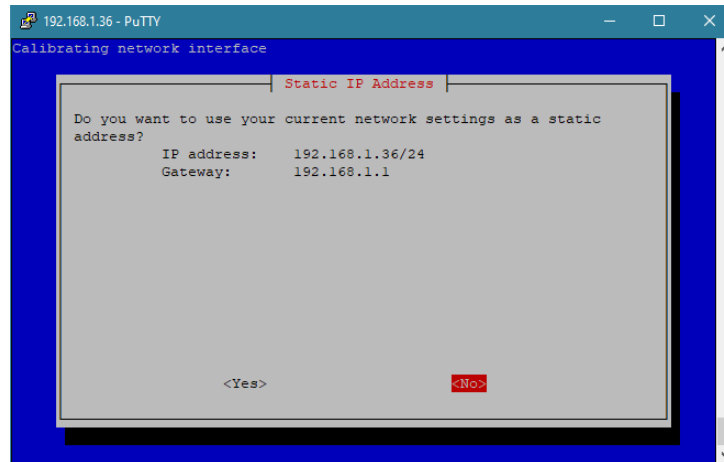 192.168.1.36 - PuTTY
Calibrating network interface
Static IP Address
Do you want to use your current network settings as a static
address?
IP address: 192.168.1.36/24
Gateway: 192.168.1.1
<Yes> <No>